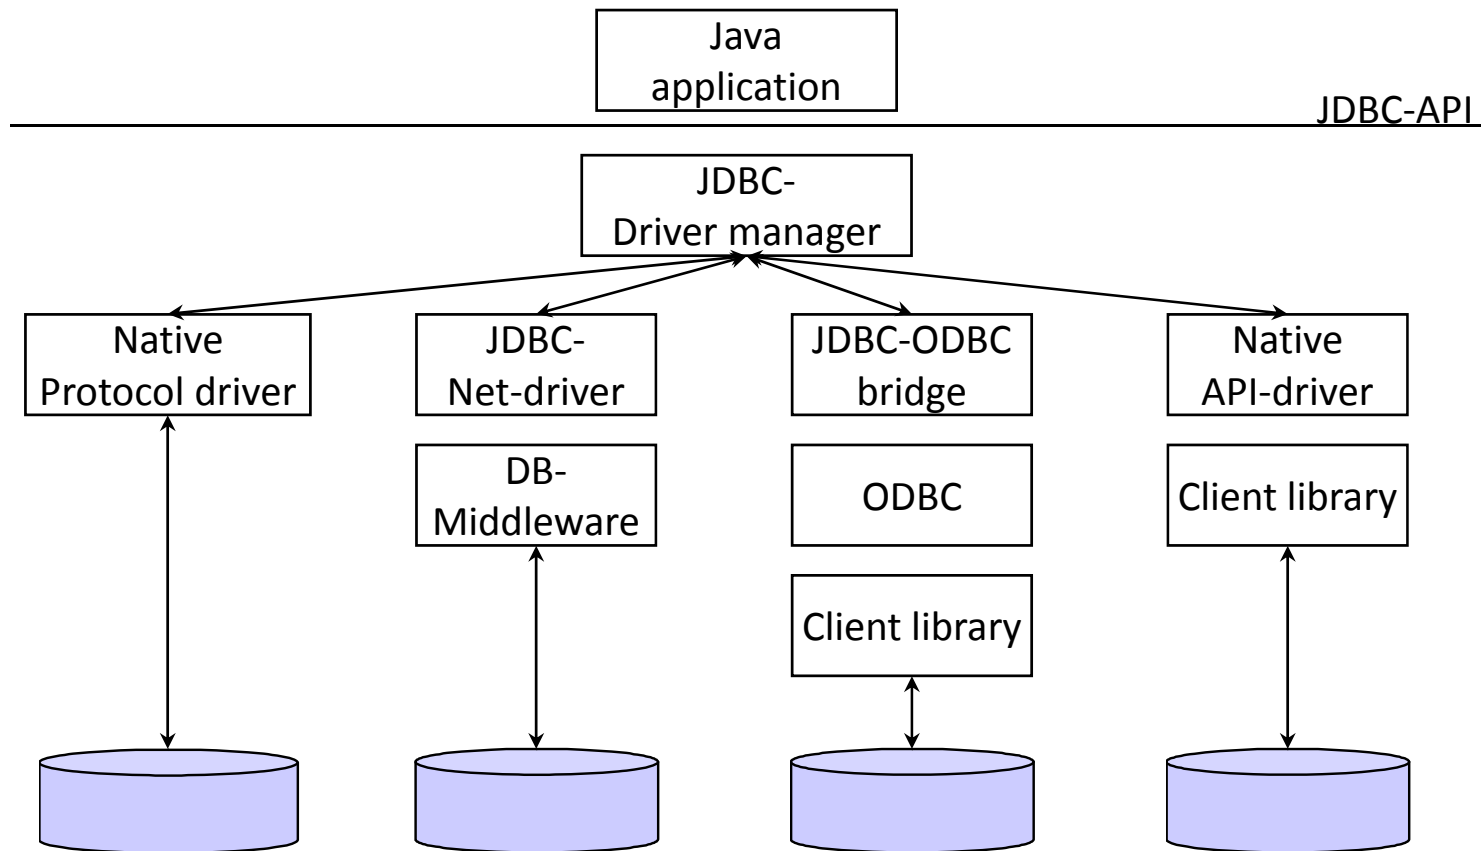 Java
application
JDBC-API
JDBC-
Driver manager
Native
Protocol driver
JDBC-
Net-driver
JDBC-ODBC
bridge
Native
API-driver
DB-
Middleware
ODBC
Client library
Client library